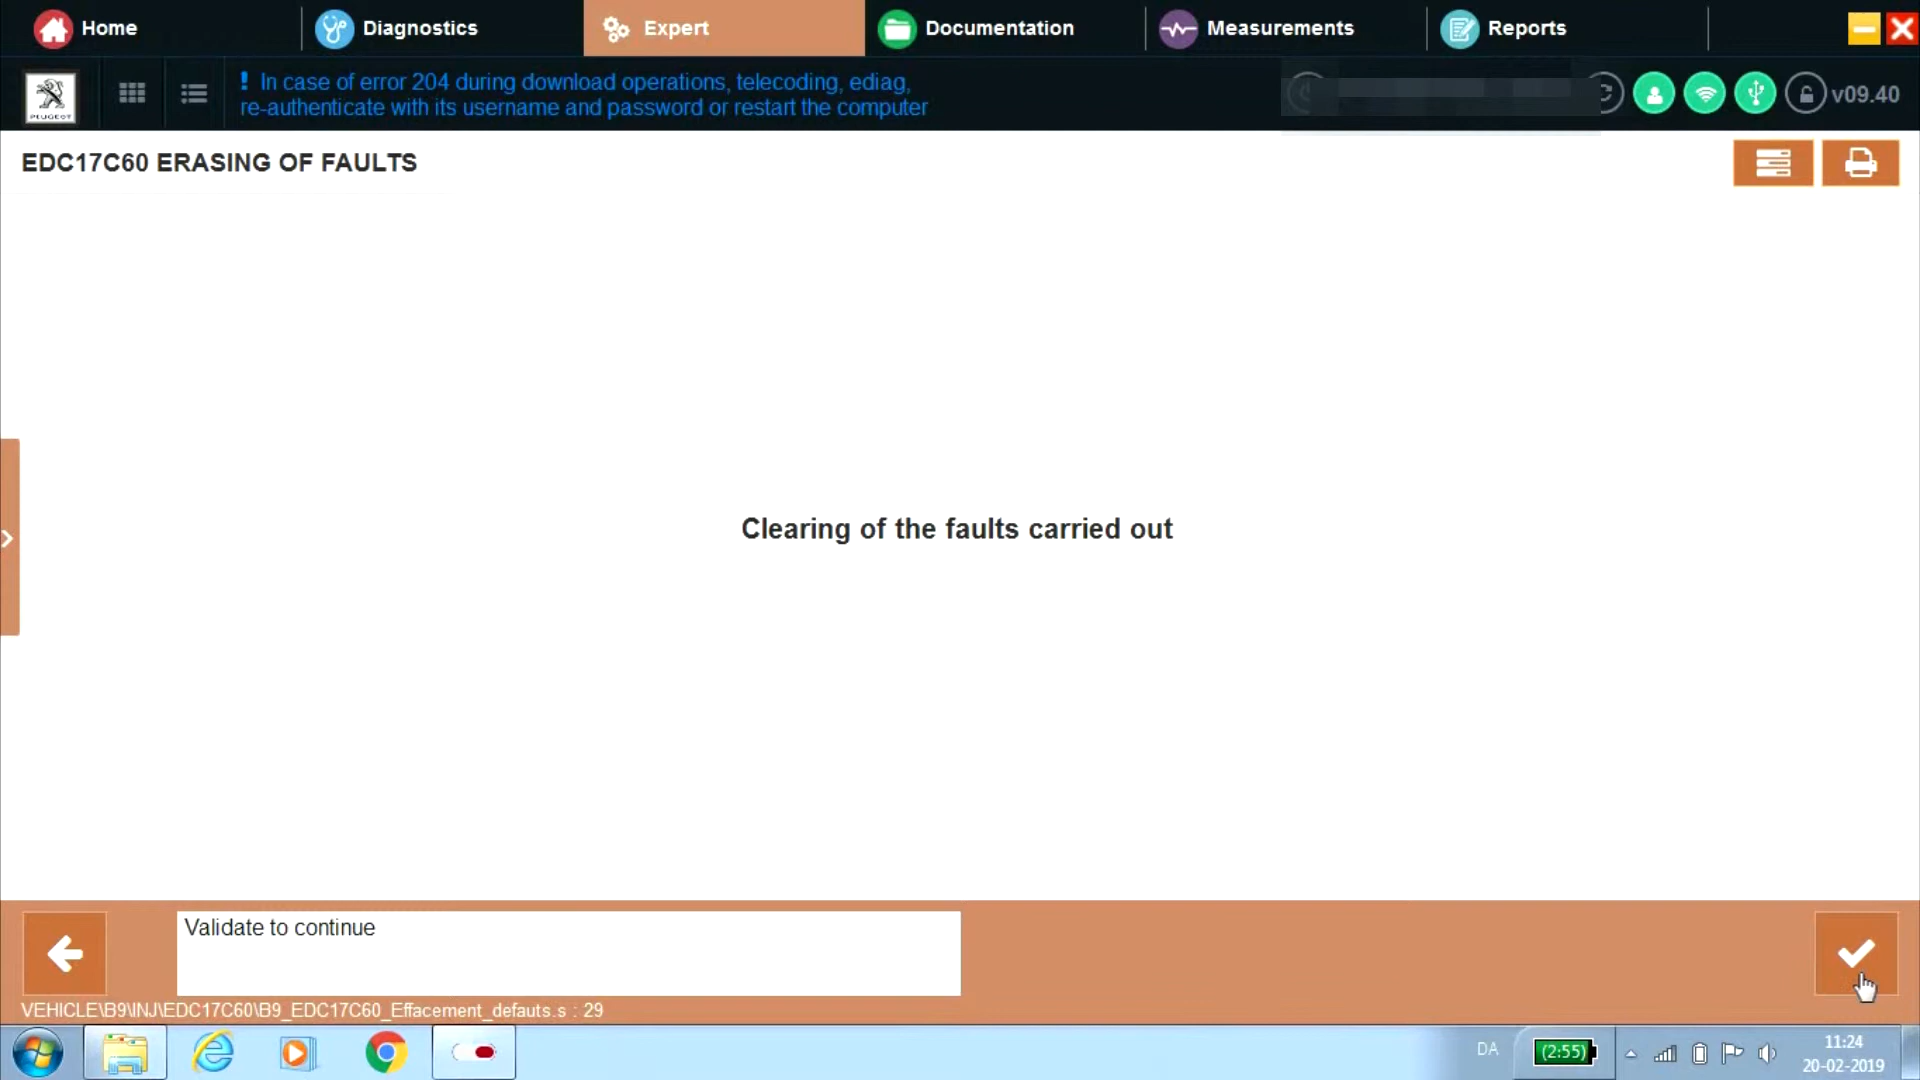 Home
Diagnostics
Expert
Documentation
Measurements
Reports
PEUGEOT
! In case of error 204 during download operations, telecoding, ediag,
re-authenticate with its username and password or restart the computer
v09.40
EDC17C60 ERASING OF FAULTS
Clearing of the faults carried out
Validate to continue
VEHICLE\B9\INJ\EDC17C60\B9_EDC17C60_Effacement_defauts.s : 29
DA
(2:55)
11:24
20-02-2019